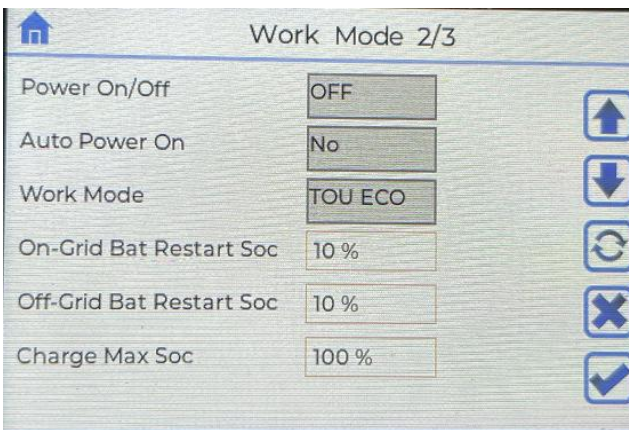 Work Mode 2/3
Power On/Off OFF
Auto Power On No
Work Mode TOU ECO
On-Grid Bat Restart Soc 10 %
Off-Grid Bat Restart Soc 10 %
Charge Max Soc 100 %